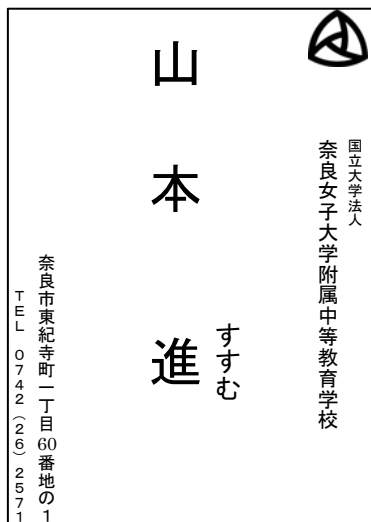 国立大学法人
奈良女子大学附属中等教育学校
すすむ
山本 進
奈良市東紀寺町一丁目60番地の1
TEL 0742(26)2571